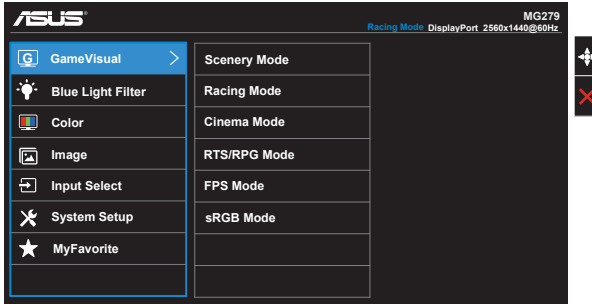 ASUS
MG279
Racing Mode DisplayPort 2560x1440@60Hz
G GameVisual
Blue Light Filter
Color
Image
Input Select
System Setup
MyFavorite
Scenery Mode
Racing Mode
Cinema Mode
RTS/RPG Mode
FPS Mode
sRGB Mode